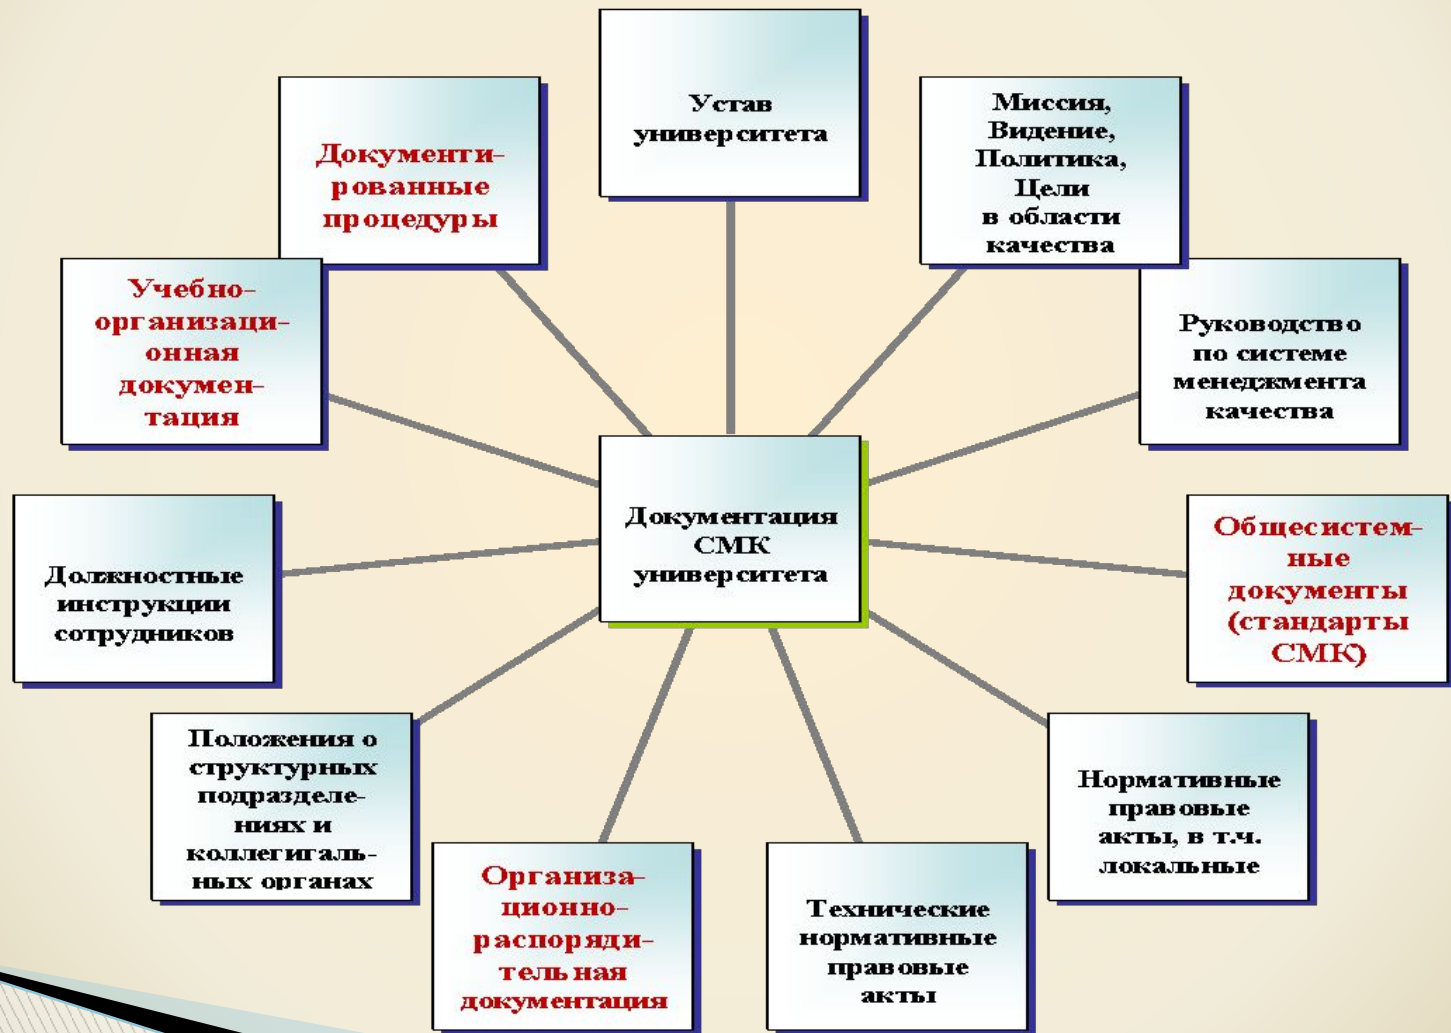 Устав
университета
Миссия,
Видение,
Политика,
Цели
в области
качества
Руководство
по системе
менеджмента
качества
Общесистем-
ные
документы
(стандарты
СМК)
Нормативные
правовые
акты, в т.ч.
локальные
Технические
нормативные
правовые
акты
Организа-
ционно-
распоряди-
тельная
документация
Положения о
структурных
подразделе-
ниях и
коллегигаль-
ных органах
Должностные
инструкции
сотрудников
Учебно-
организаци-
онная
докумен-
тация
Документи-
рованные
процедуры
Документация
СМК
университета